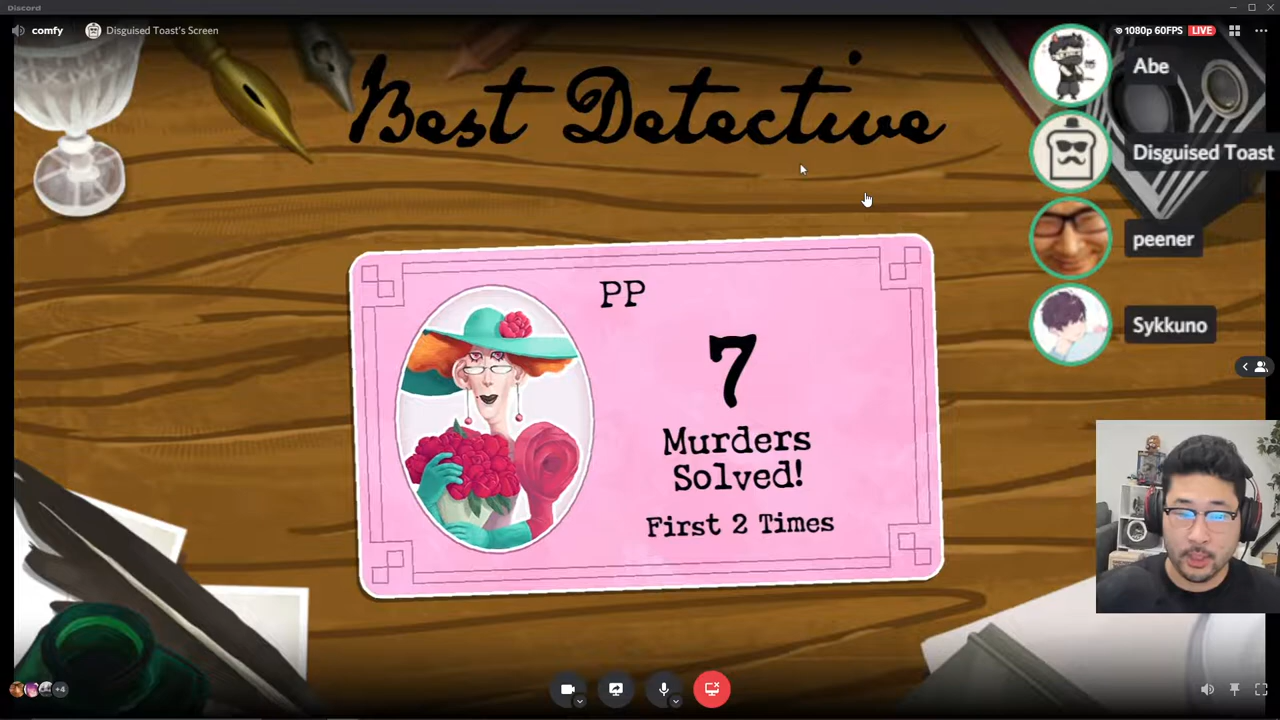 Discord
comfy
Disguised Toast's Screen
1080p 60FPS
LIVE
Best Detective
Abe
Disguised Toast
peener
Sykkuno
PP
7
Murders
Solved!
First 2 Times
+4